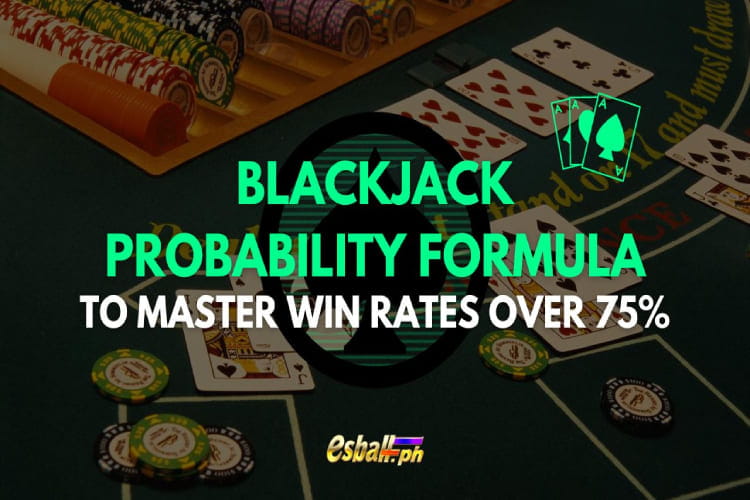 BLACKJACK
PROBABILITY FORMULA
TO MASTER WIN RATES OVER 75%
esball.ph